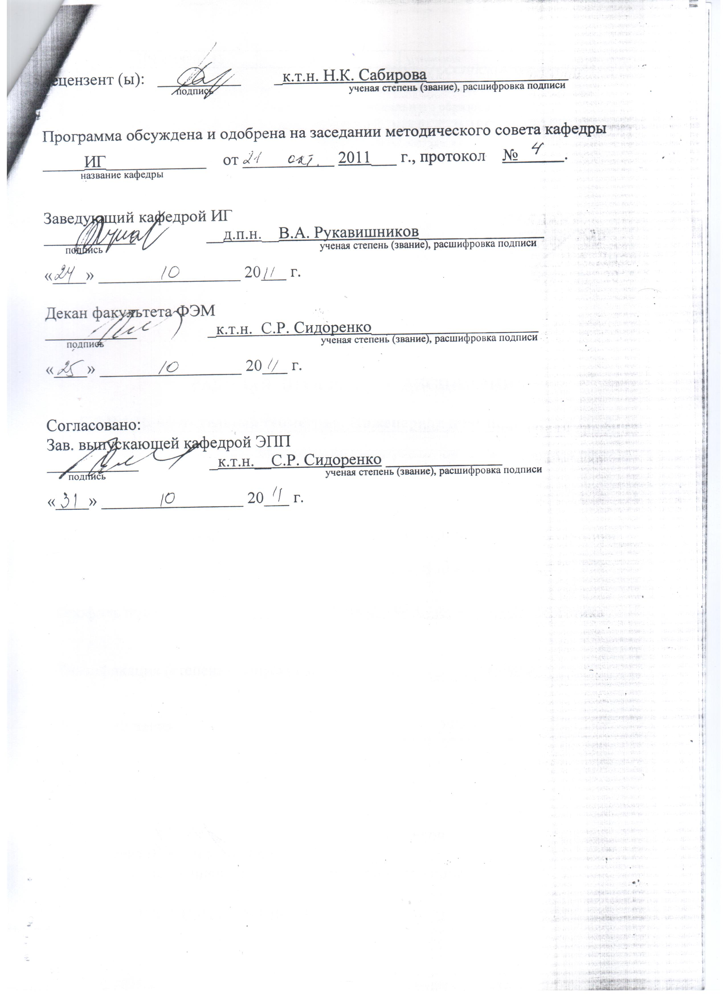 ецензент (ы): к.т.н. Н.К. Сабирова
подпись ученая степень (звание), расшифровка подписи
Программа обсуждена и одобрена на заседании методического совета кафедры
ИГ от 21 окт. 2011 г., протокол № 4.
название кафедры
Заведующий кафедрой ИГ
д.п.н. В.А. Рукавишников
подпись ученая степень (звание), расшифровка подписи
«24» 10 2011 г.
Декан факультета ФЭМ
к.т.н. С.Р. Сидоренко
подпись ученая степень (звание), расшифровка подписи
«25» 10 2011 г.
Согласовано:
Зав. выпускающей кафедрой ЭПП
к.т.н. С.Р. Сидоренко
подпись ученая степень (звание), расшифровка подписи
«31» 10 2011 г.